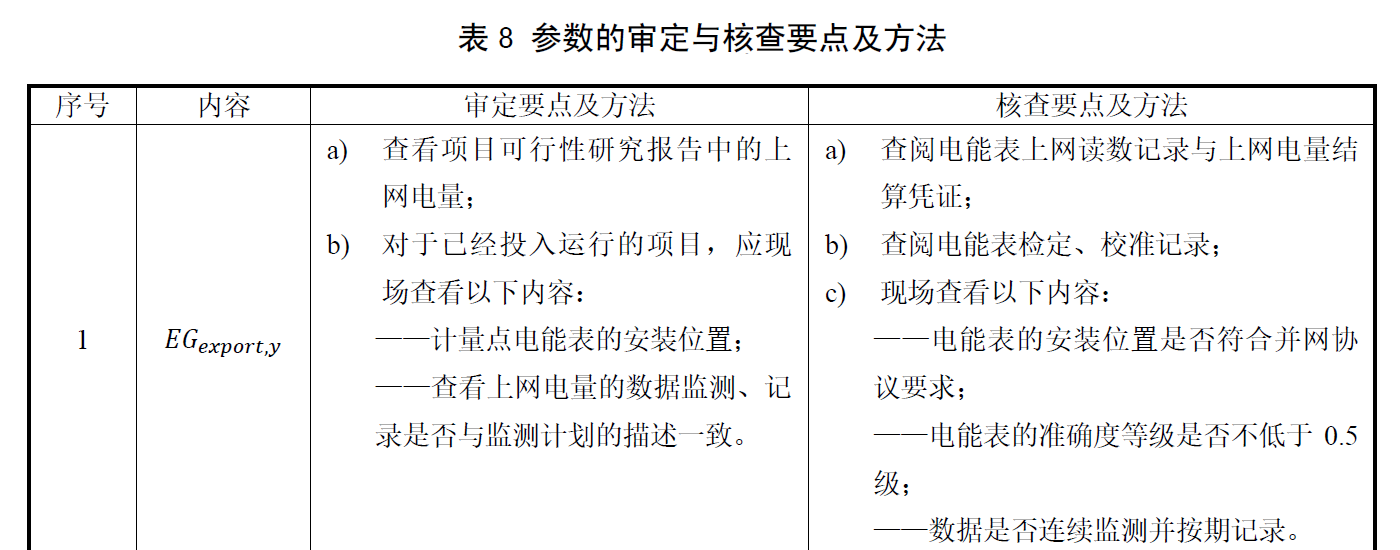 表 8 参数的审定与核查要点及方法
序号 内容 审定要点及方法 核查要点及方法
1
EGexport,y
a) 查看项目可行性研究报告中的上
网电量；
b) 对于已经投入运行的项目，应现
场查看以下内容：
——计量点电能表的安装位置；
——查看上网电量的数据监测、记
录是否与监测计划的描述一致。
a) 查阅电能表上网读数记录与上网电量结
算凭证；
b) 查阅电能表检定、校准记录；
c) 现场查看以下内容：
——电能表的安装位置是否符合并网协
议要求；
——电能表的准确度等级是否不低于 0.5
级；
——数据是否连续监测并按期记录。